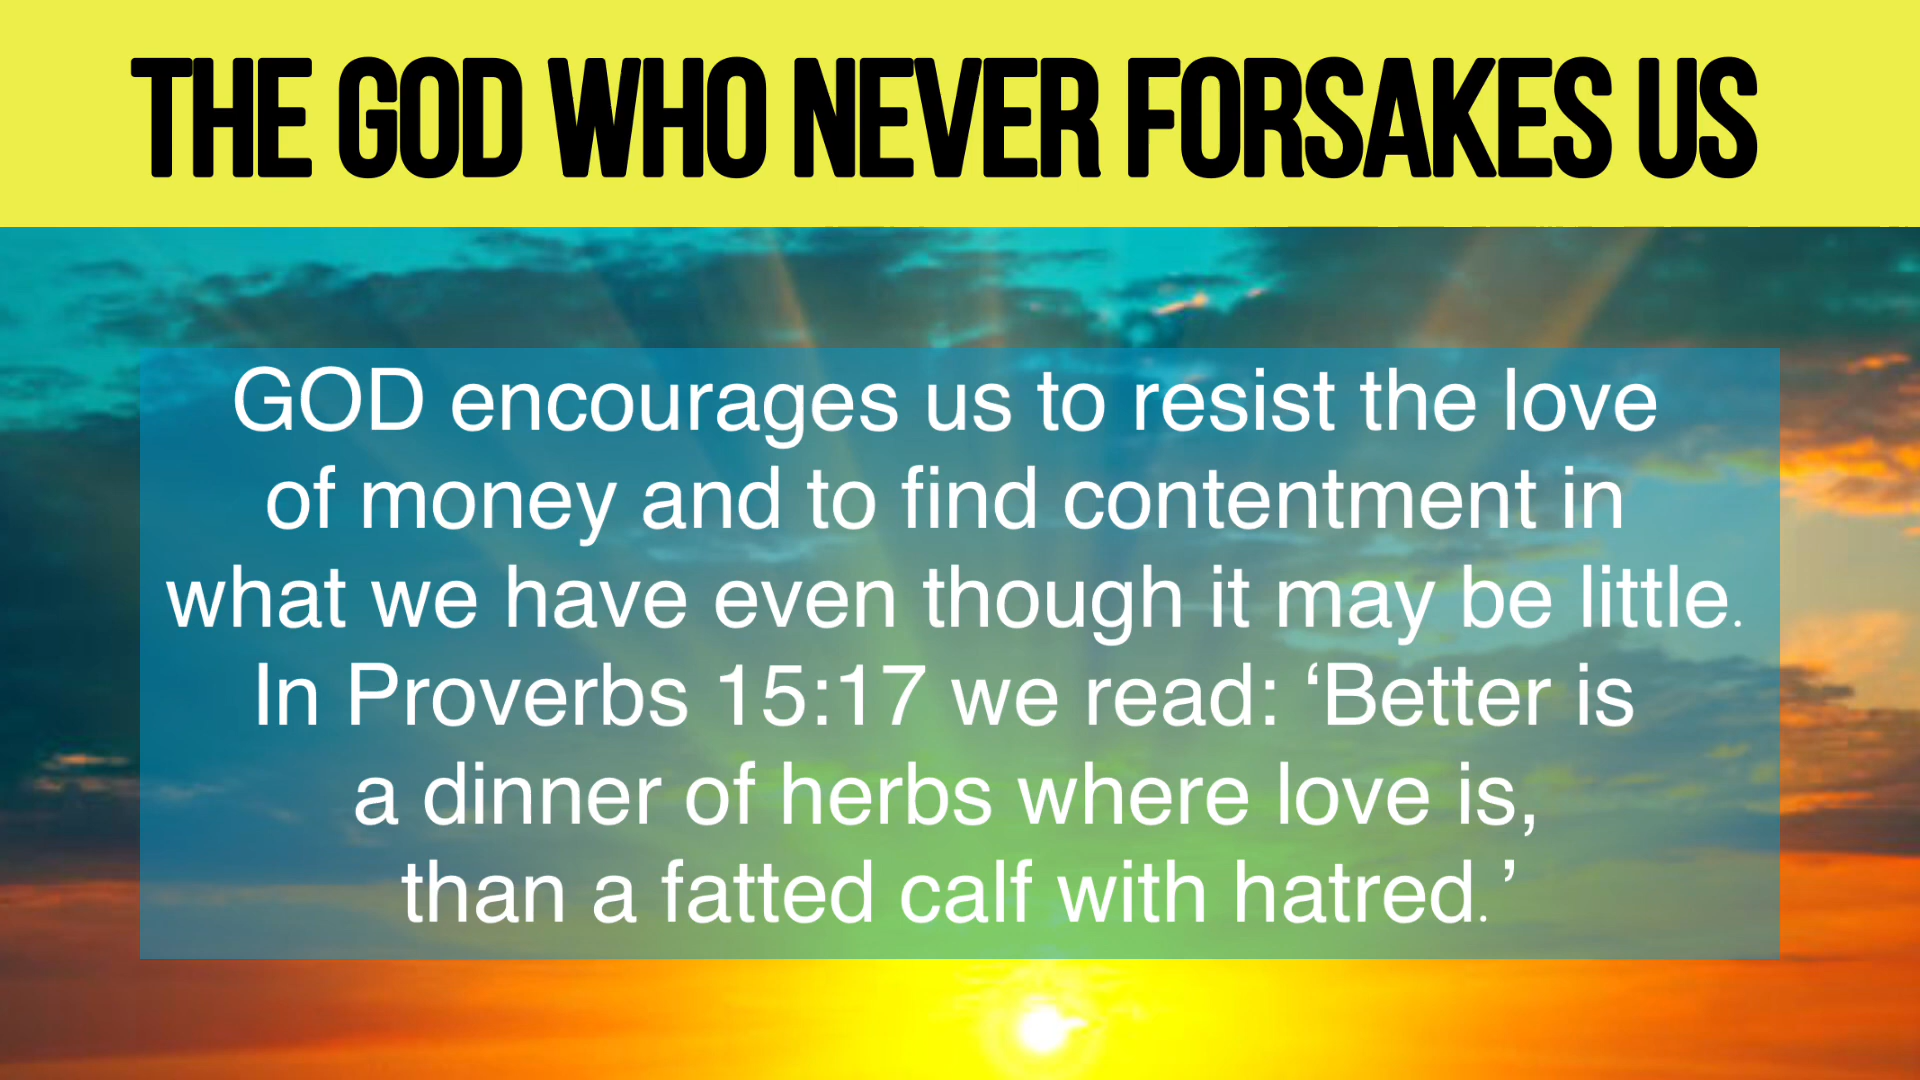 THE GOD WHO NEVER FORSAKES US
GOD encourages us to resist the love
of money and to find contentment in
what we have even though it may be little.
In Proverbs 15:17 we read: ‘Better is
a dinner of herbs where love is,
than a fatted calf with hatred.’